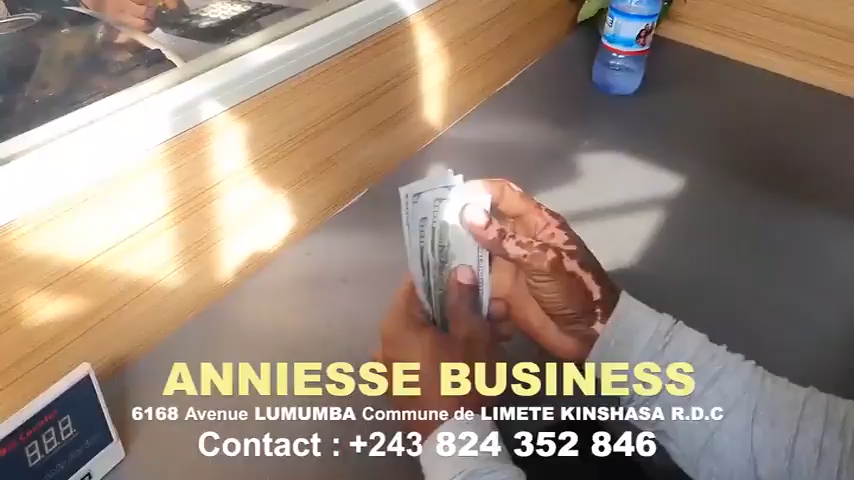 ANNIESSE BUSINESS
6168 Avenue LUMUMBA Commune de LIMETE KINSHASA R.D.C
Contact : +243 824 352 846